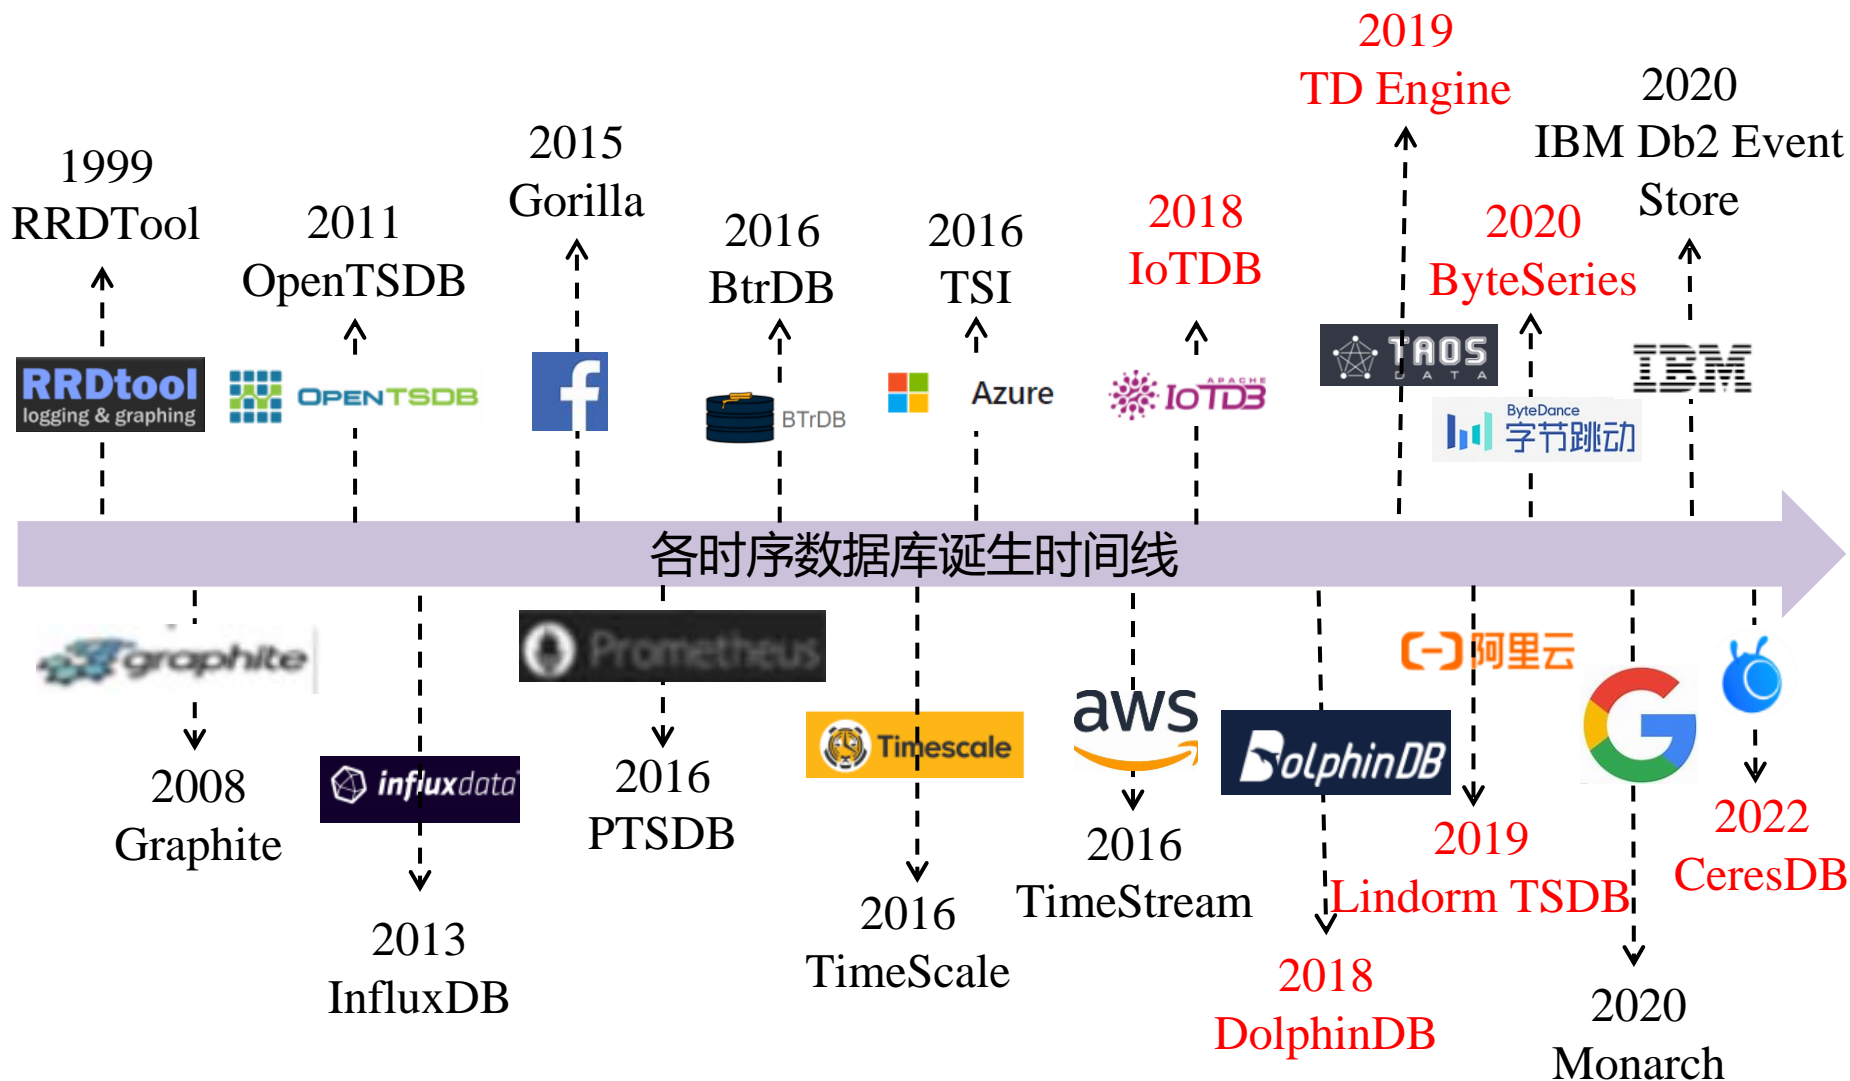 2019
TD Engine
2020
IBM Db2 Event
Store
2015
Gorilla
1999
RRDTool
2011
OpenTSDB
2016
BtrDB
2016
TSI
2018
IoTDB
2020
ByteSeries
RRDtool
logging & graphing
OPENTSDB
f
BTrDB
Azure
APACHE
IOTDB
TAOS
DATA
ByteDance
字节跳动
IBM
各时序数据库诞生时间线
graphite
Prometheus
influxdata
Timescale
aws
DolphinDB
阿里云
G
2008
Graphite
2013
InfluxDB
2016
PTSDB
2016
TimeScale
2016
TimeStream
2018
DolphinDB
2019
Lindorm TSDB
2020
Monarch
2022
CeresDB